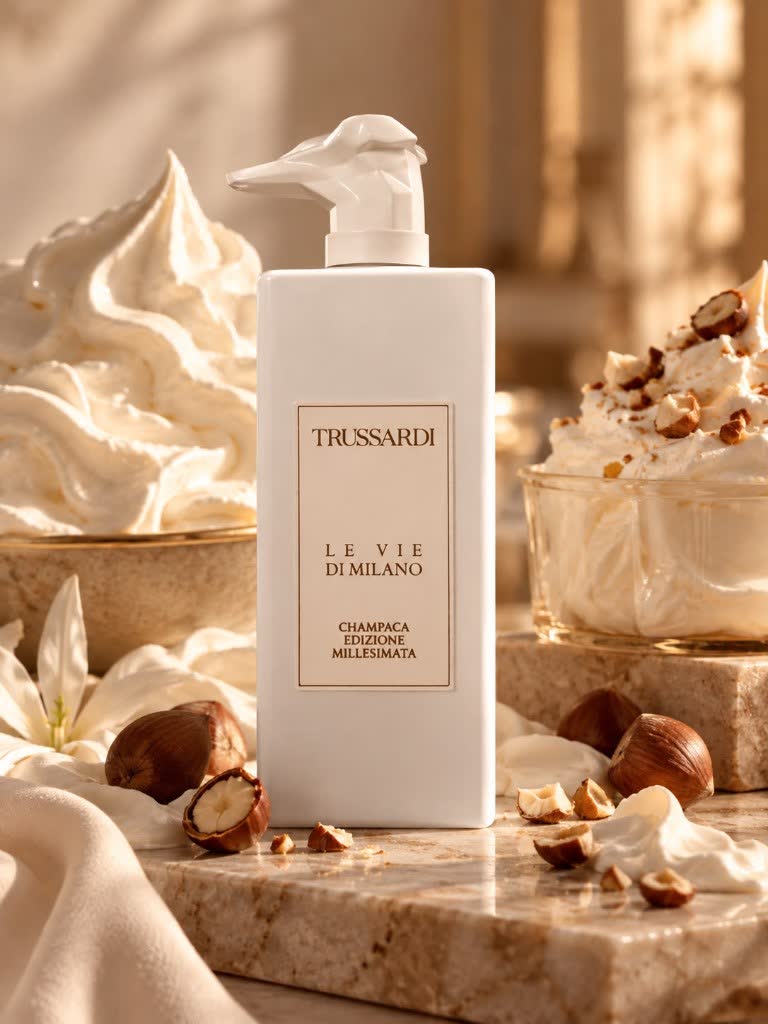 TRUSSARDI
LE VIE
DI MILANO
CHAMPACA
EDIZIONE
MILLESIMATA